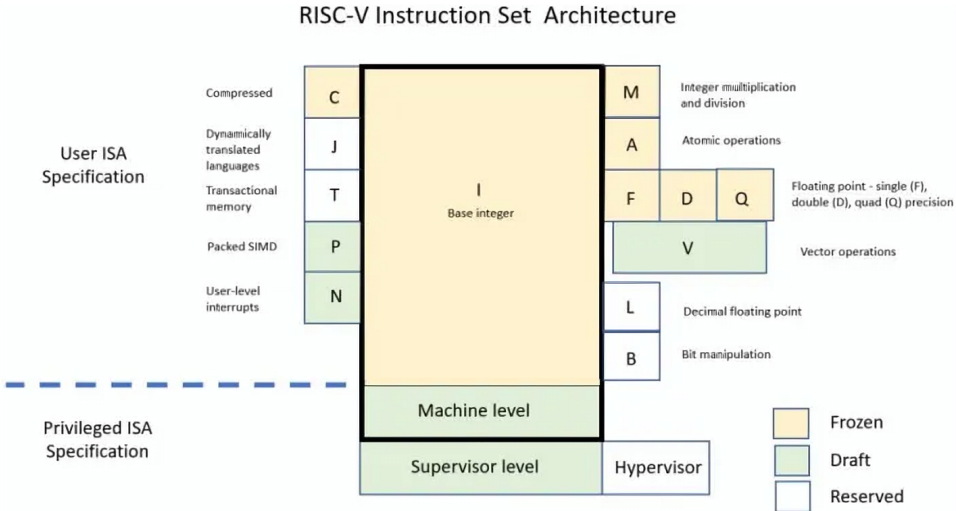 RISC-V Instruction Set Architecture
Compressed
C
M
Integer multiplication
and division
User ISA
Specification
Dynamically
translated
languages
J
A
Atomic operations
Transactional
memory
T
I
Base integer
F
D
Q
Floating point - single (F),
double (D), quad (Q) precision
Packed SIMD
P
V
Vector operations
User-level
interrupts
N
L
Decimal floating point
B
Bit manipulation
Privileged ISA
Specification
Machine level
Supervisor level
Hypervisor
Frozen
Draft
Reserved